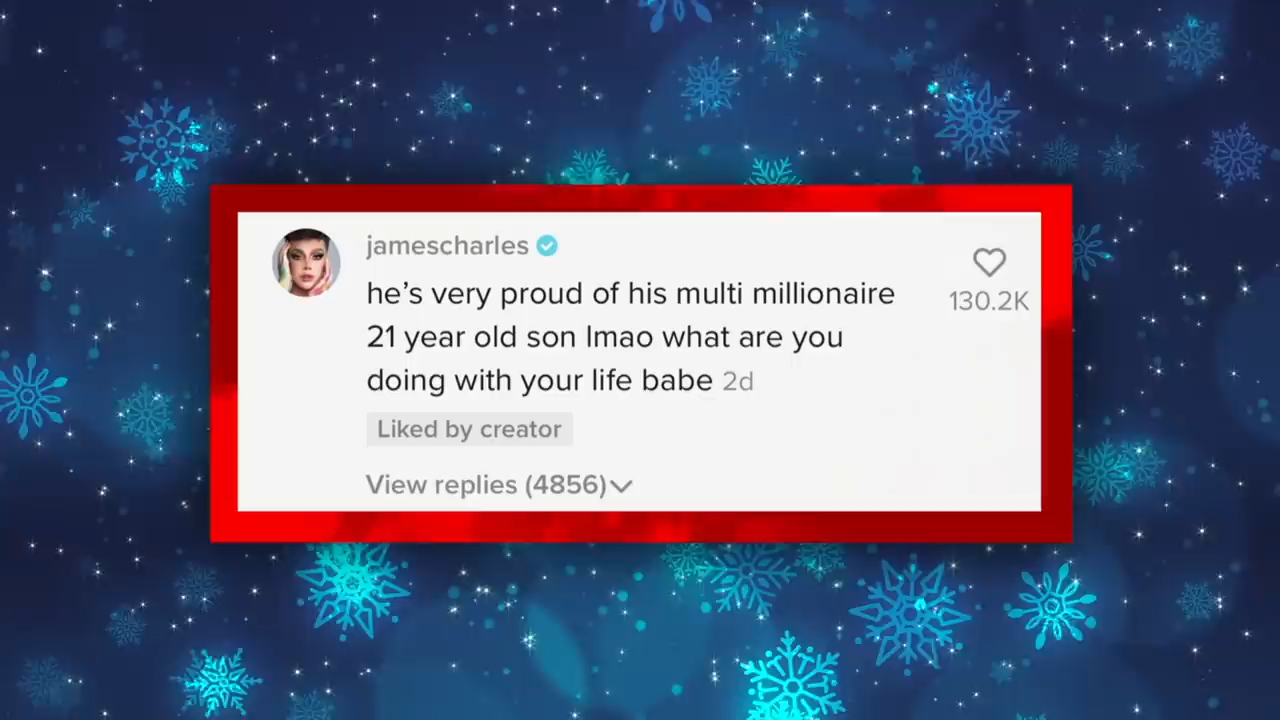 jamescharles
he's very proud of his multi millionaire
21 year old son lmao what are you
doing with your life babe 2d
Liked by creator
View replies (4856)
130.2K